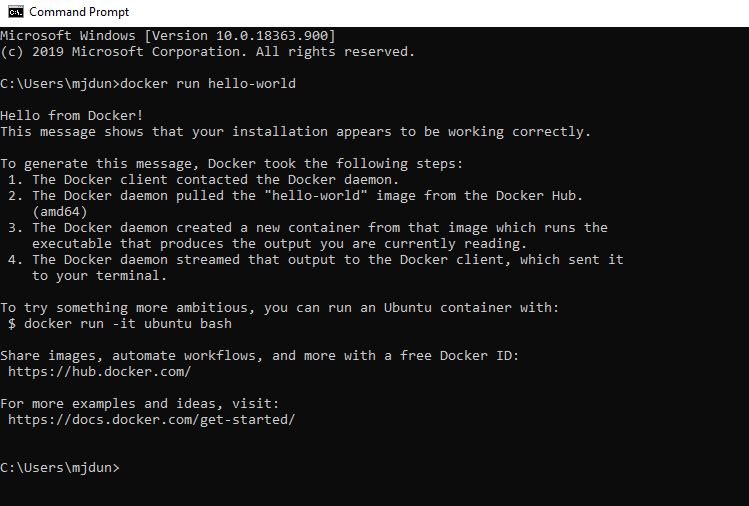 Command Prompt
Microsoft Windows [Version 10.0.18363.900]
(c) 2019 Microsoft Corporation. All rights reserved.
C:\Users\mjdun>docker run hello-world
Hello from Docker!
This message shows that your installation appears to be working correctly.
To generate this message, Docker took the following steps:
 1. The Docker client contacted the Docker daemon.
 2. The Docker daemon pulled the "hello-world" image from the Docker Hub.
    (amd64)
 3. The Docker daemon created a new container from that image which runs the
    executable that produces the output you are currently reading.
 4. The Docker daemon streamed that output to the Docker client, which sent it
    to your terminal.
To try something more ambitious, you can run an Ubuntu container with:
 $ docker run -it ubuntu bash
Share images, automate workflows, and more with a free Docker ID:
 https://hub.docker.com/
For more examples and ideas, visit:
 https://docs.docker.com/get-started/
C:\Users\mjdun>